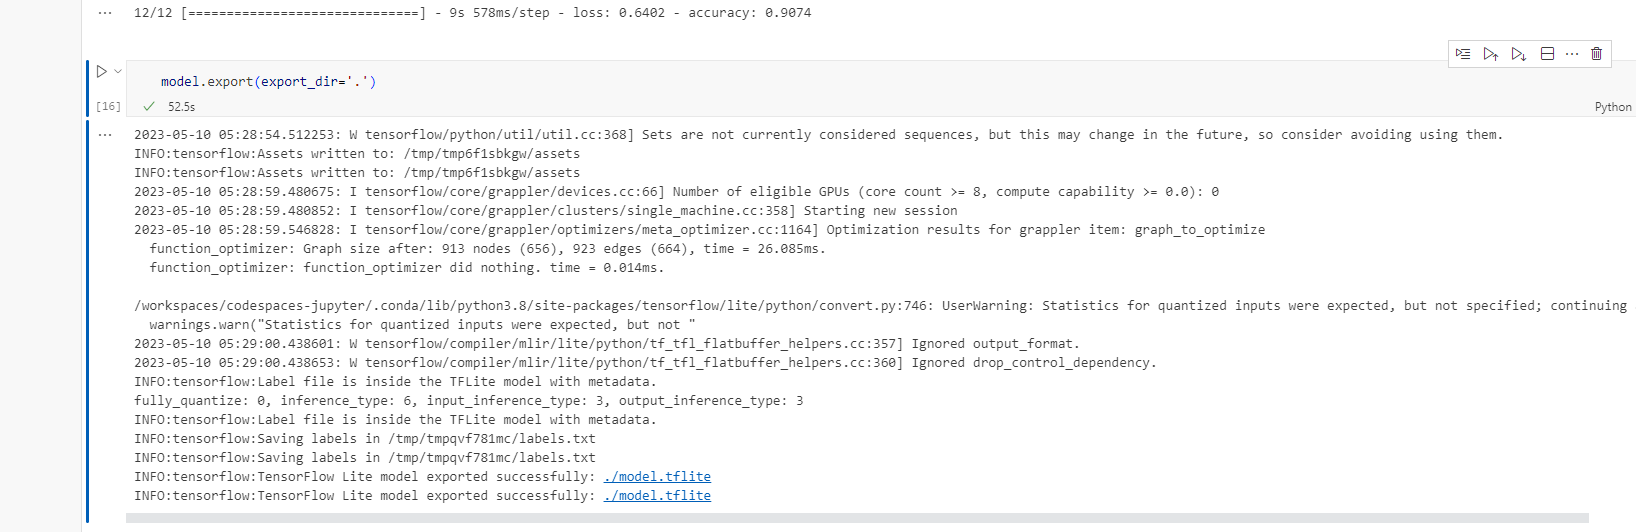 12/12 [==============================] - 9s 578ms/step - loss: 0.6402 - accuracy: 0.9074
model.export(export_dir='.')
[16]
52.5s
Python
2023-05-10 05:28:54.512253: W tensorflow/python/util/util.cc:368] Sets are not currently considered sequences, but this may change in the future, so consider avoiding using them.
INFO:tensorflow:Assets written to: /tmp/tmp6f1sbkgw/assets
INFO:tensorflow:Assets written to: /tmp/tmp6f1sbkgw/assets
2023-05-10 05:28:59.480675: I tensorflow/core/grappler/devices.cc:66] Number of eligible GPUs (core count >= 8, compute capability >= 0.0): 0
2023-05-10 05:28:59.480852: I tensorflow/core/grappler/clusters/single_machine.cc:358] Starting new session
2023-05-10 05:28:59.546828: I tensorflow/core/grappler/optimizers/meta_optimizer.cc:1164] Optimization results for grappler item: graph_to_optimize
  function_optimizer: Graph size after: 913 nodes (656), 923 edges (664), time = 26.085ms.
  function_optimizer: function_optimizer did nothing. time = 0.014ms.
/workspaces/codespaces-jupyter/.conda/lib/python3.8/site-packages/tensorflow/lite/python/convert.py:746: UserWarning: Statistics for quantized inputs were expected, but not specified; continuing
  warnings.warn("Statistics for quantized inputs were expected, but not "
2023-05-10 05:29:00.438601: W tensorflow/compiler/mlir/lite/python/tf_tfl_flatbuffer_helpers.cc:357] Ignored output_format.
2023-05-10 05:29:00.438653: W tensorflow/compiler/mlir/lite/python/tf_tfl_flatbuffer_helpers.cc:360] Ignored drop_control_dependency.
INFO:tensorflow:Label file is inside the TFLite model with metadata.
fully_quantize: 0, inference_type: 6, input_inference_type: 3, output_inference_type: 3
INFO:tensorflow:Label file is inside the TFLite model with metadata.
INFO:tensorflow:Saving labels in /tmp/tmpqvf781mc/labels.txt
INFO:tensorflow:Saving labels in /tmp/tmpqvf781mc/labels.txt
INFO:tensorflow:TensorFlow Lite model exported successfully: ./model.tflite
INFO:tensorflow:TensorFlow Lite model exported successfully: ./model.tflite